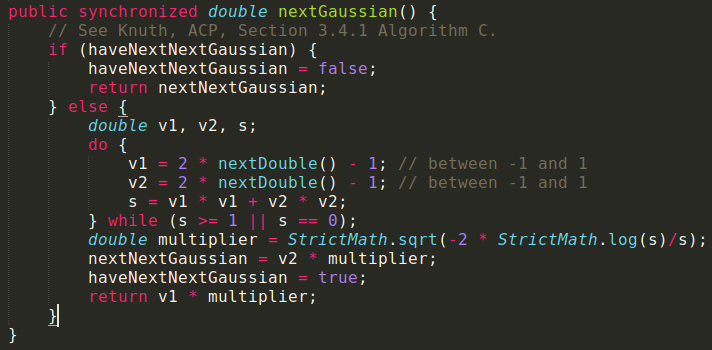 public synchronized double nextGaussian() {
    // See Knuth, ACP, Section 3.4.1 Algorithm C.
    if (haveNextNextGaussian) {
        haveNextNextGaussian = false;
        return nextNextGaussian;
    } else {
        double v1, v2, s;
        do {
            v1 = 2 * nextDouble() - 1; // between -1 and 1
            v2 = 2 * nextDouble() - 1; // between -1 and 1
            s = v1 * v1 + v2 * v2;
        } while (s >= 1 || s == 0);
        double multiplier = StrictMath.sqrt(-2 * StrictMath.log(s)/s);
        nextNextGaussian = v2 * multiplier;
        haveNextNextGaussian = true;
        return v1 * multiplier;
    }
}